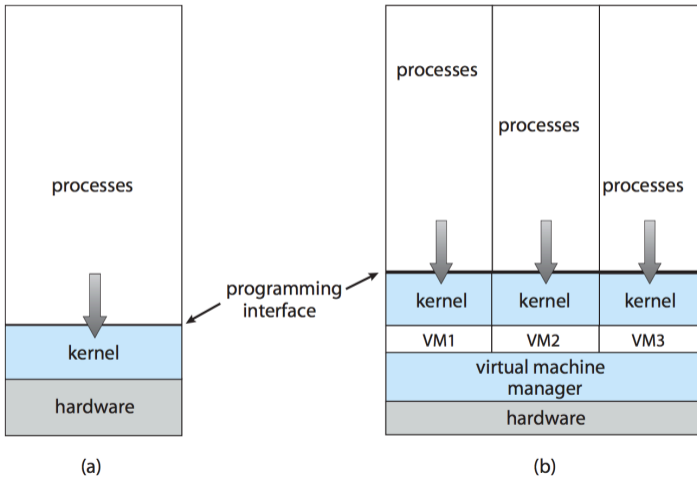 processes
kernel
hardware
(a)
programming
interface
processes
processes
processes
kernel
kernel
kernel
VM1
VM2
VM3
virtual machine
manager
hardware
(b)